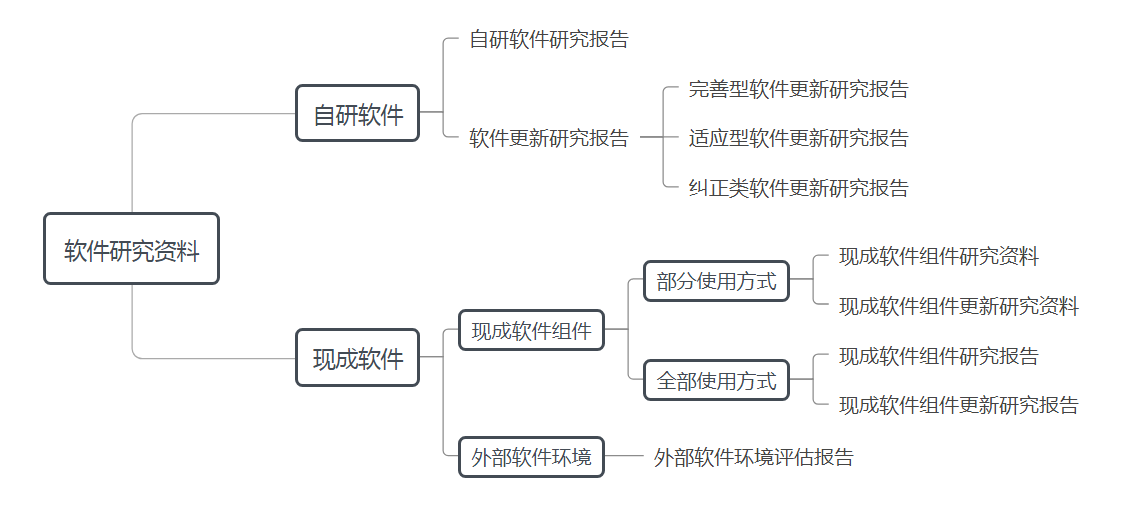 软件研究资料
自研软件
自研软件研究报告
软件更新研究报告
完善型软件更新研究报告
适应型软件更新研究报告
纠正类软件更新研究报告
现成软件
现成软件组件
部分使用方式
现成软件组件研究资料
现成软件组件更新研究资料
全部使用方式
现成软件组件研究报告
现成软件组件更新研究报告
外部软件环境
外部软件环境评估报告